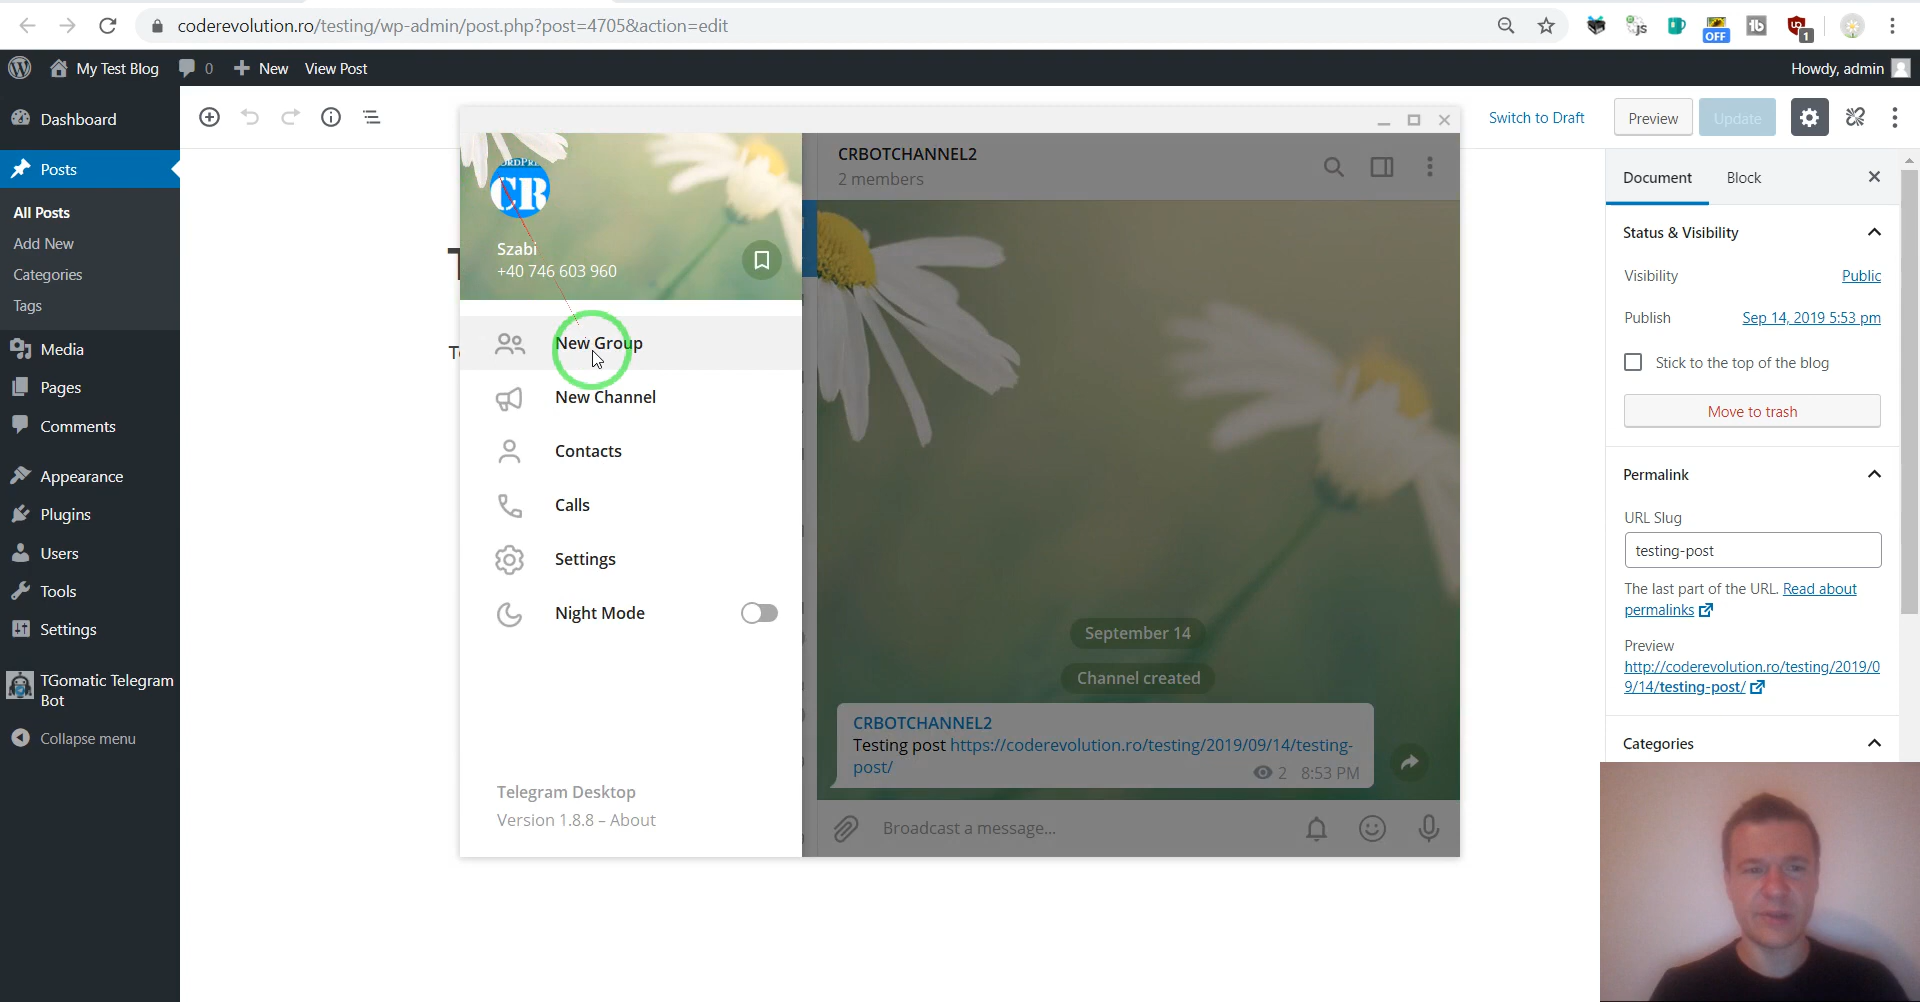 coderevolution.ro/testing/wp-admin/post.php?post=4705&action=edit
JS
OFF
tb
1
My Test Blog
0
New
View Post
Howdy, admin
Dashboard
Posts
All Posts
Add New
Categories
Tags
Media
Pages
Comments
Appearance
Plugins
Users
Tools
Settings
TGomatic Telegram
Bot
Collapse menu
Switch to Draft
Preview
Update
CR
Szabi
+40 746 603 960
New Group
New Channel
Contacts
Calls
Settings
Night Mode
Telegram Desktop
Version 1.8.8 – About
CRBOTCHANNEL2
2 members
September 14
Channel created
CRBOTCHANNEL2
Testing post https://coderevolution.ro/testing/2019/09/14/testing-
post/
2 8:53 PM
Broadcast a message...
Document
Block
Status & Visibility
Visibility
Public
Publish
Sep 14, 2019 5:53 pm
Stick to the top of the blog
Move to trash
Permalink
URL Slug
testing-post
The last part of the URL. Read about
permalinks
Preview
http://coderevolution.ro/testing/2019/0
9/14/testing-post/
Categories